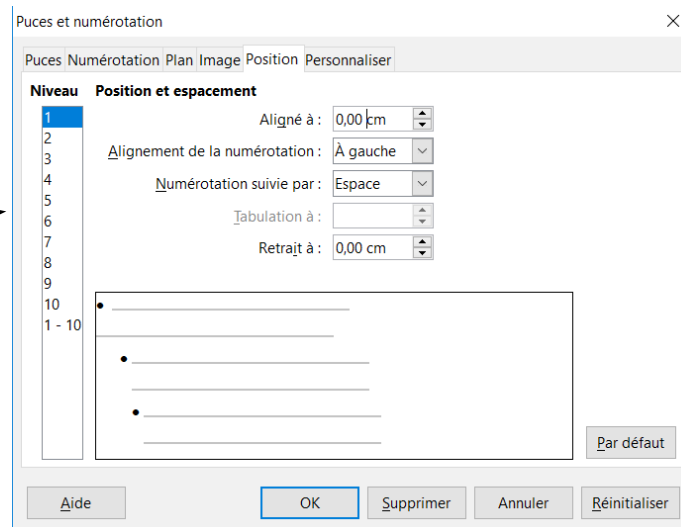 Puces et numérotation
Puces Numérotation Plan Image Position Personnaliser
Niveau Position et espacement
1
2
3
4
5
6
7
8
9
10
1 - 10
Aligné à : 0,00 cm
Alignement de la numérotation : À gauche
Numérotation suivie par : Espace
Tabulation à :
Retrait à : 0,00 cm
Par défaut
Aide OK Supprimer Annuler Réinitialiser